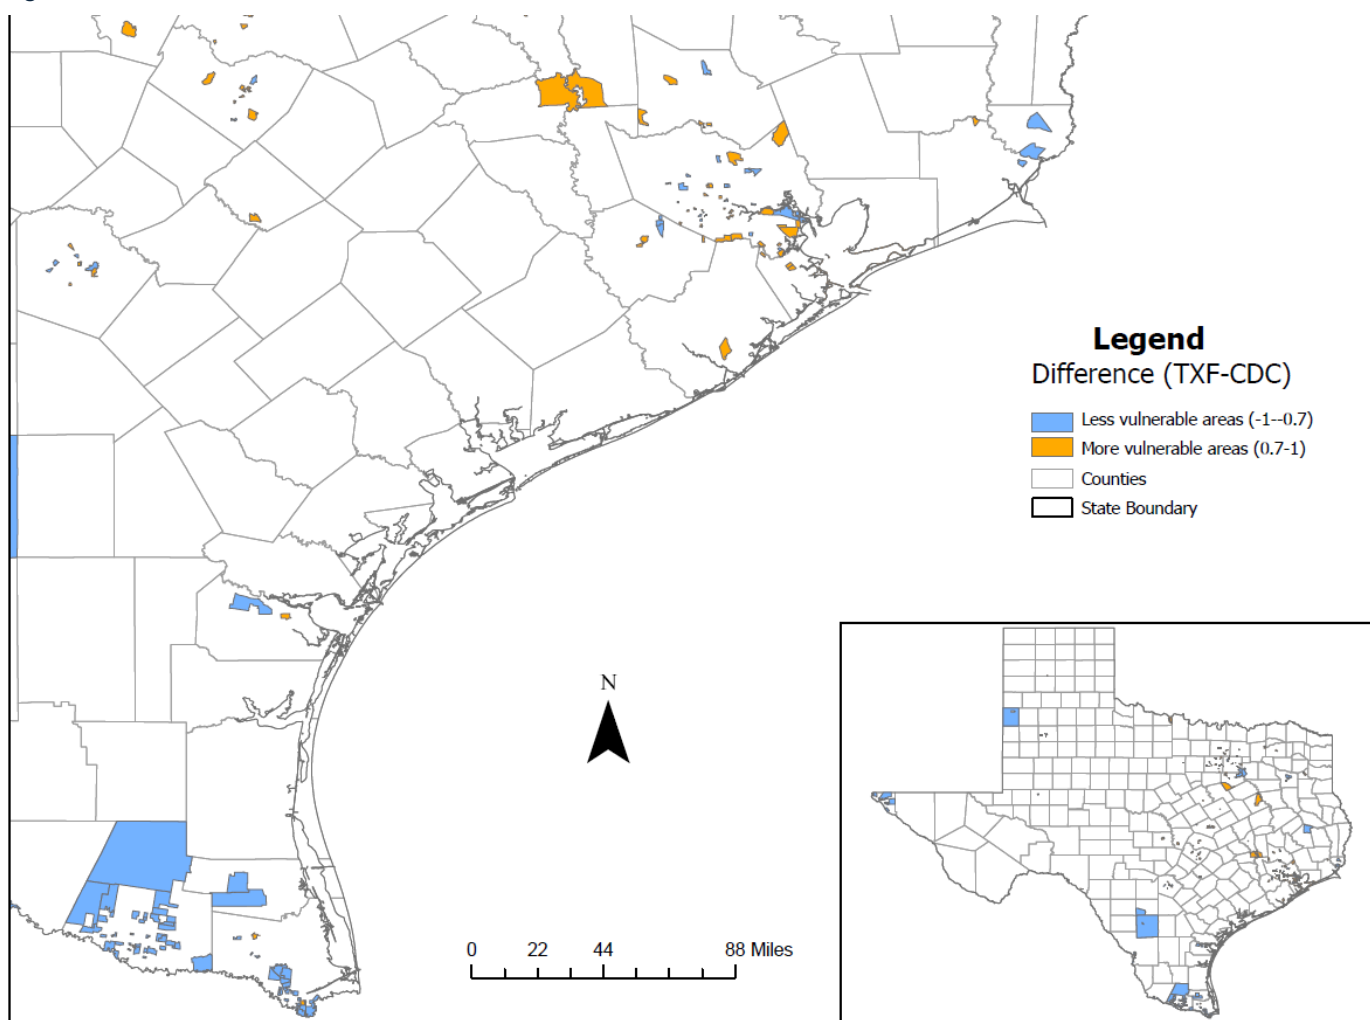 Legend
Difference (TXF-CDC)
Less vulnerable areas (-1--0.7)
More vulnerable areas (0.7-1)
Counties
State Boundary
N
0 22 44 88 Miles